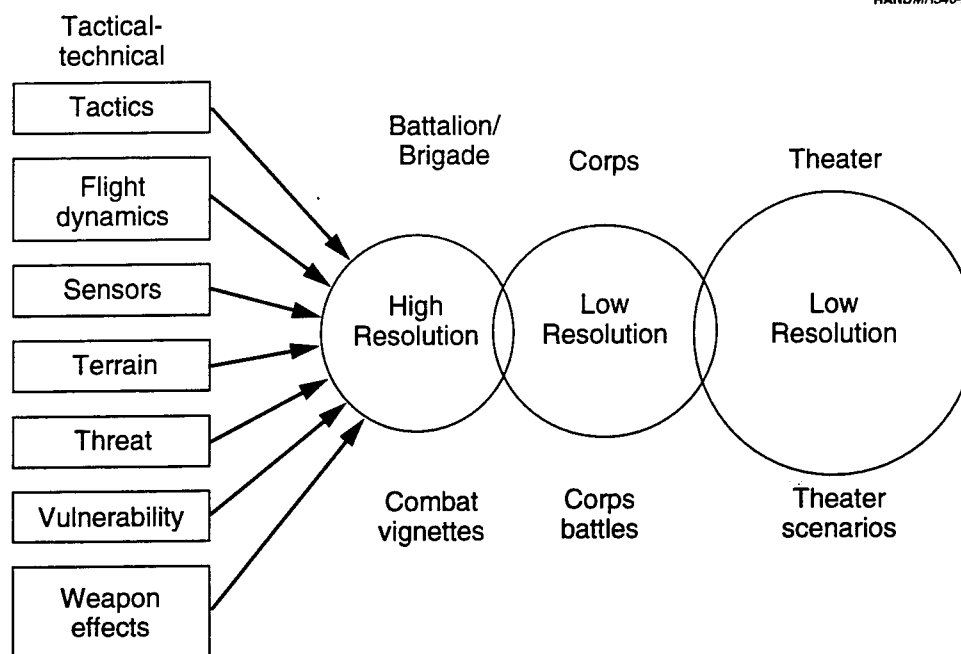 Tactical-
technical
Tactics
Flight
dynamics
Sensors
Terrain
Threat
Vulnerability
Weapon
effects
Battalion/
Brigade
Corps
Theater
High
Resolution
Low
Resolution
Low
Resolution
Combat
vignettes
Corps
battles
Theater
scenarios